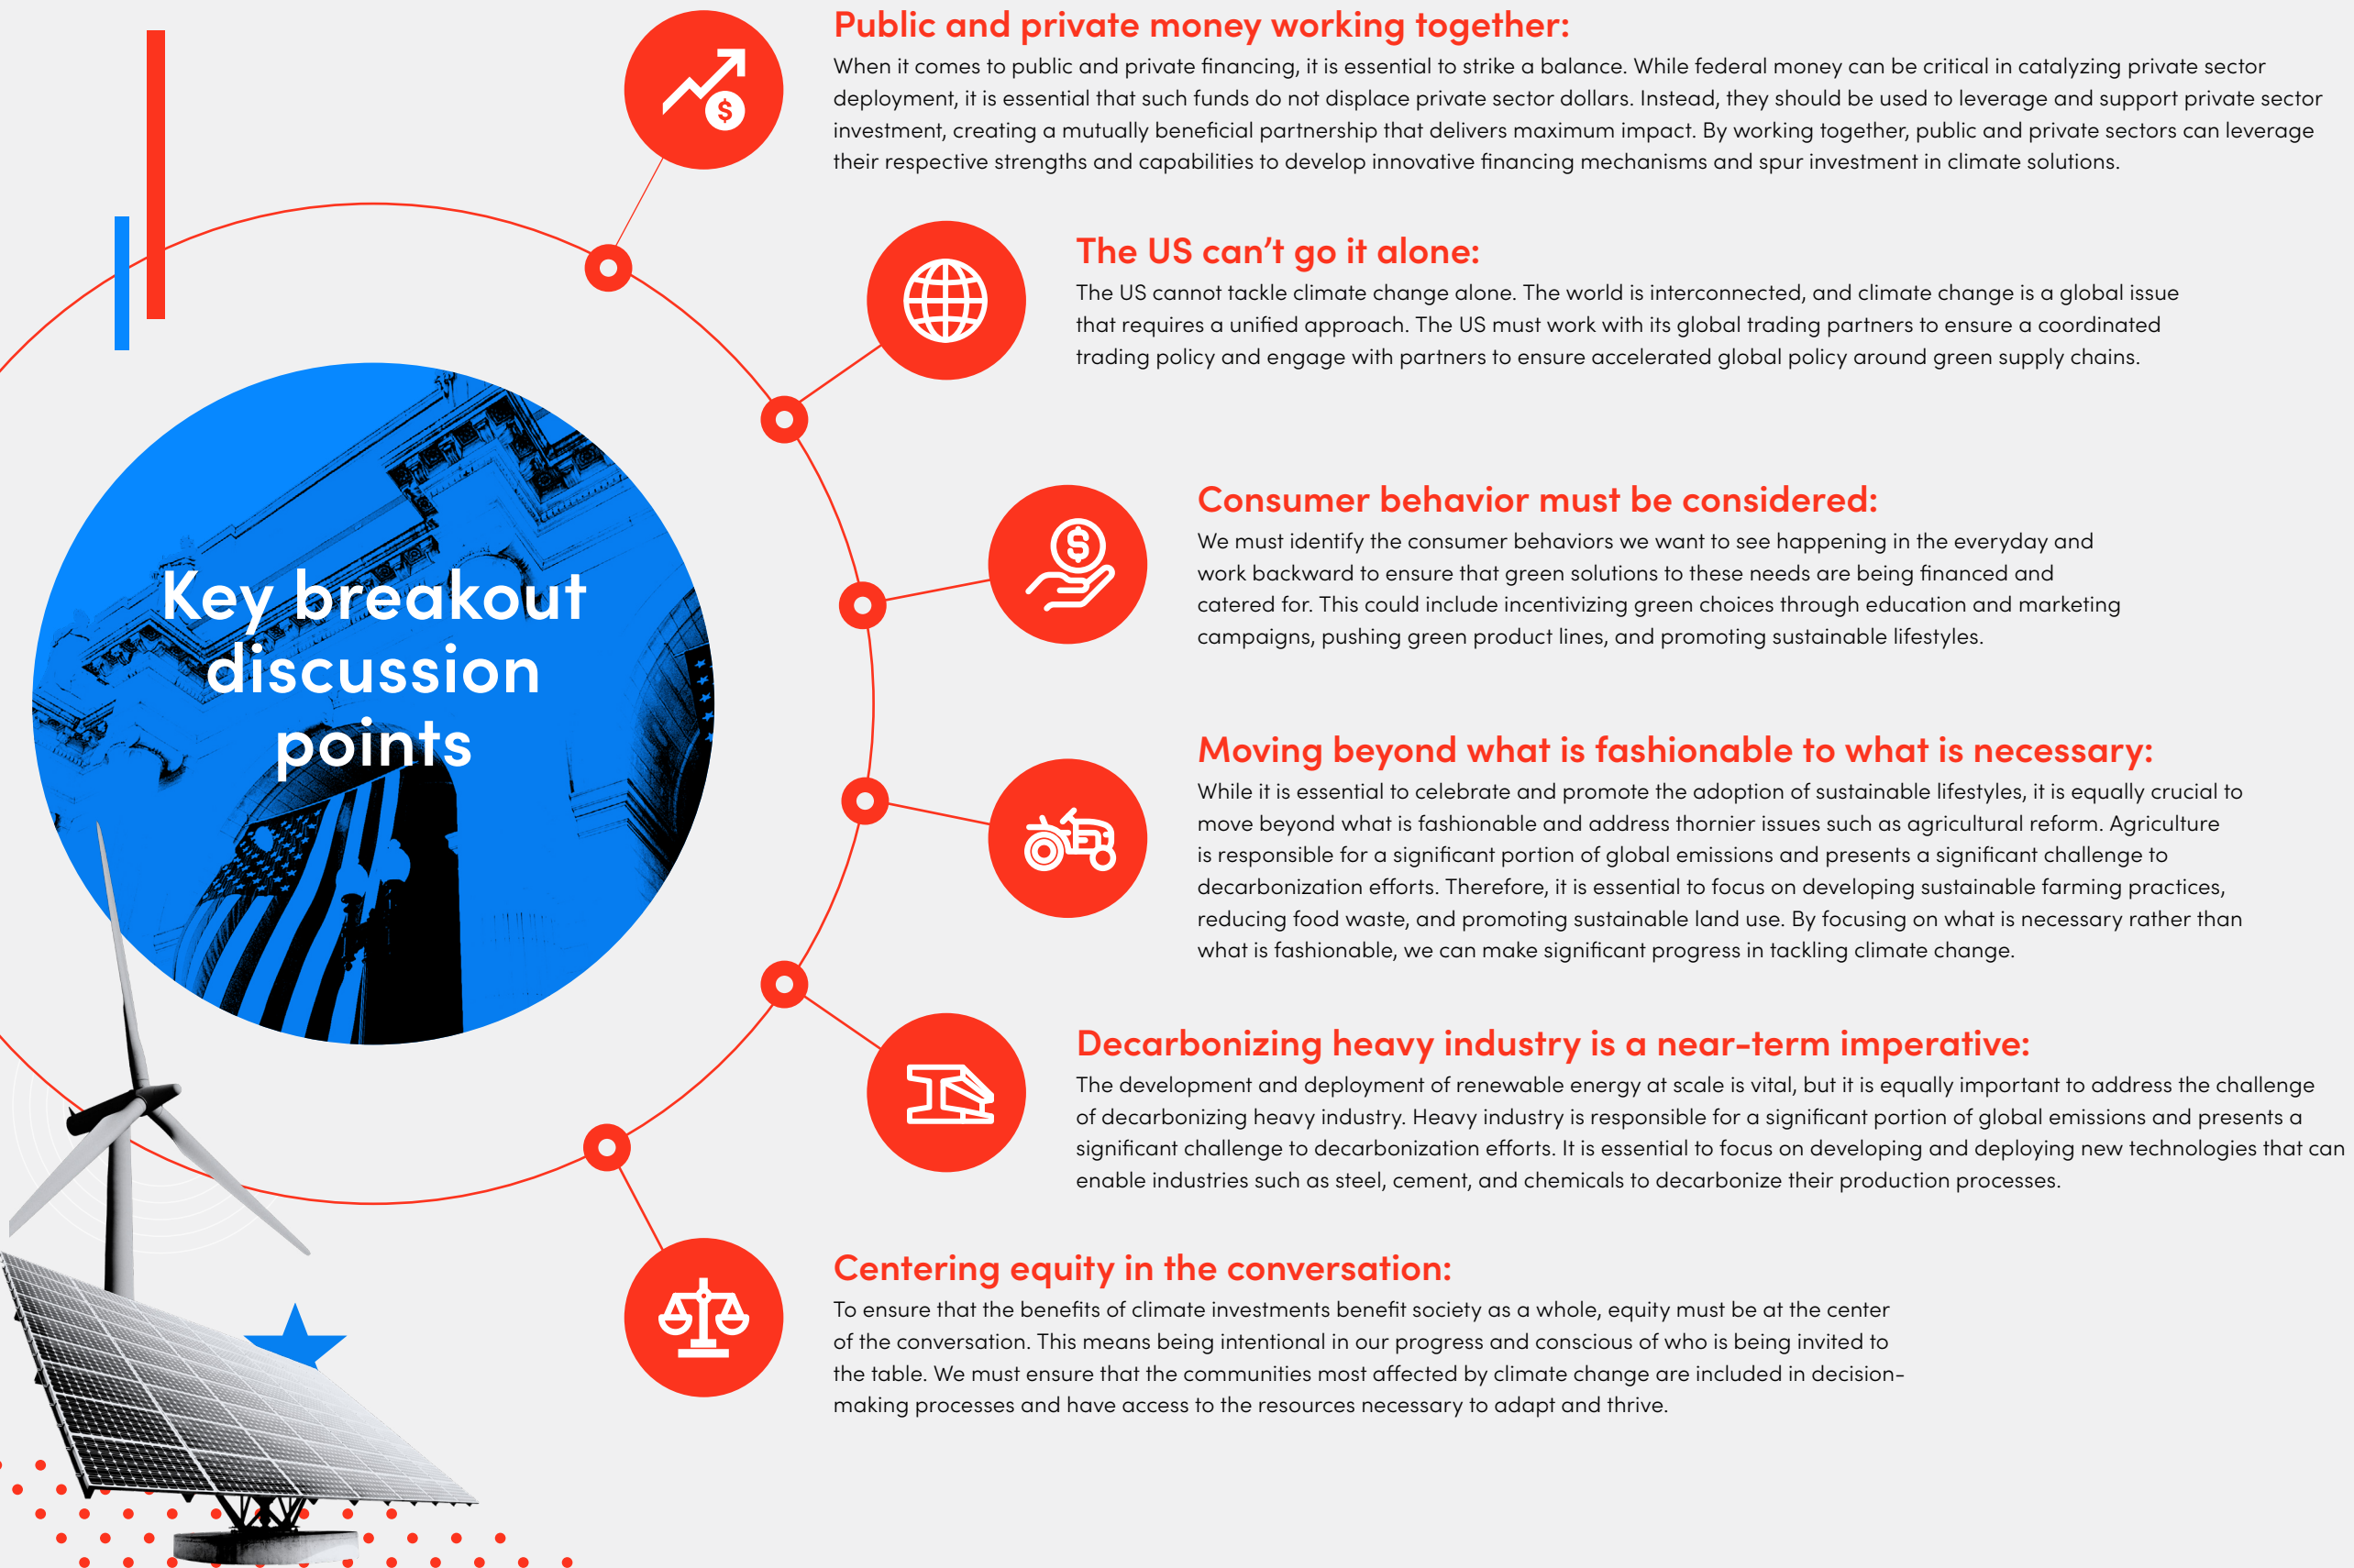 Key breakout
discussion
points
Public and private money working together:
When it comes to public and private financing, it is essential to strike a balance. While federal money can be critical in catalyzing private sector
deployment, it is essential that such funds do not displace private sector dollars. Instead, they should be used to leverage and support private sector
investment, creating a mutually beneficial partnership that delivers maximum impact. By working together, public and private sectors can leverage
their respective strengths and capabilities to develop innovative financing mechanisms and spur investment in climate solutions.
The US can’t go it alone:
The US cannot tackle climate change alone. The world is interconnected, and climate change is a global issue
that requires a unified approach. The US must work with its global trading partners to ensure a coordinated
trading policy and engage with partners to ensure accelerated global policy around green supply chains.
Consumer behavior must be considered:
We must identify the consumer behaviors we want to see happening in the everyday and
work backward to ensure that green solutions to these needs are being financed and
catered for. This could include incentivizing green choices through education and marketing
campaigns, pushing green product lines, and promoting sustainable lifestyles.
Moving beyond what is fashionable to what is necessary:
While it is essential to celebrate and promote the adoption of sustainable lifestyles, it is equally crucial to
move beyond what is fashionable and address thornier issues such as agricultural reform. Agriculture
is responsible for a significant portion of global emissions and presents a significant challenge to
decarbonization efforts. Therefore, it is essential to focus on developing sustainable farming practices,
reducing food waste, and promoting sustainable land use. By focusing on what is necessary rather than
what is fashionable, we can make significant progress in tackling climate change.
Decarbonizing heavy industry is a near-term imperative:
The development and deployment of renewable energy at scale is vital, but it is equally important to address the challenge
of decarbonizing heavy industry. Heavy industry is responsible for a significant portion of global emissions and presents a
significant challenge to decarbonization efforts. It is essential to focus on developing and deploying new technologies that can
enable industries such as steel, cement, and chemicals to decarbonize their production processes.
Centering equity in the conversation:
To ensure that the benefits of climate investments benefit society as a whole, equity must be at the center
of the conversation. This means being intentional in our progress and conscious of who is being invited to
the table. We must ensure that the communities most affected by climate change are included in decision-
making processes and have access to the resources necessary to adapt and thrive.